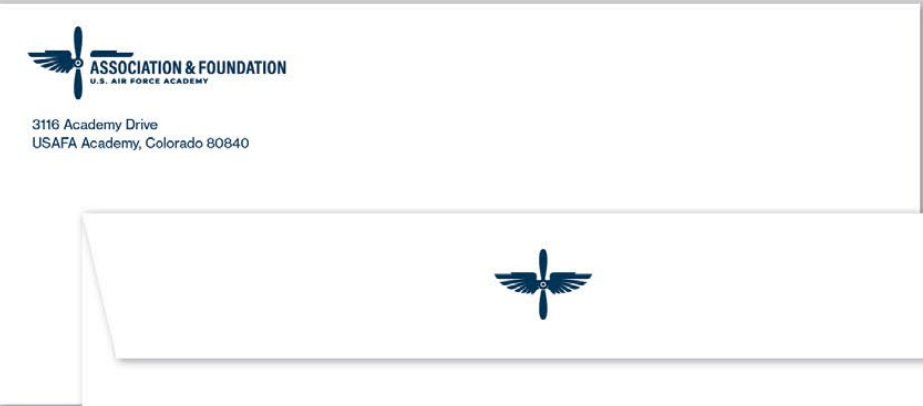 ASSOCIATION & FOUNDATION
U.S. AIR FORCE ACADEMY
3116 Academy Drive
USAFA Academy, Colorado 80840